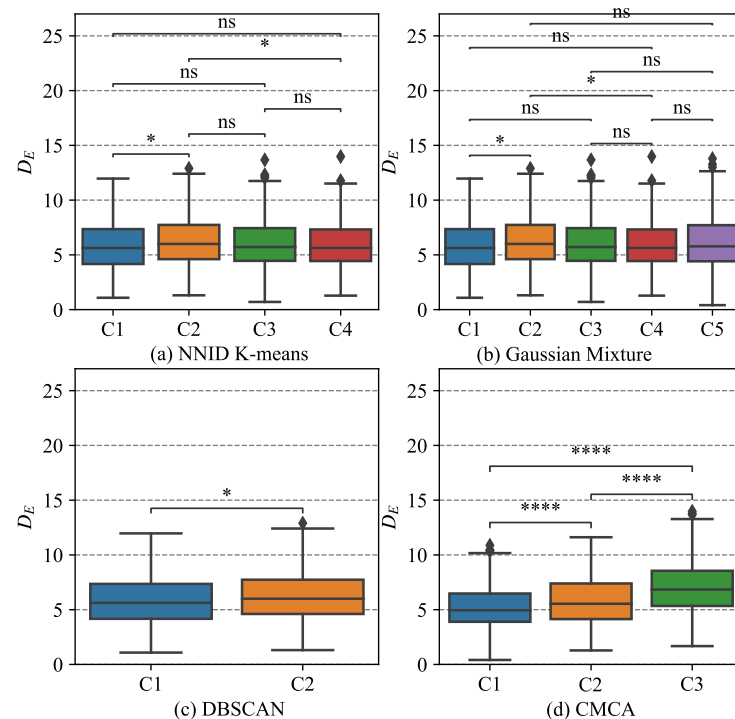 25
20
15
10
5
0
D_E
ns
*
ns
ns
*
ns
C1
C2
C3
C4
(a) NNID K-means
25
20
15
10
5
0
D_E
ns
ns
ns
*
ns
ns
*
ns
C1
C2
C3
C4
C5
(b) Gaussian Mixture
25
20
15
10
5
0
D_E
*
C1
C2
(c) DBSCAN
25
20
15
10
5
0
D_E
****
****
****
C1
C2
C3
(d) CMCA